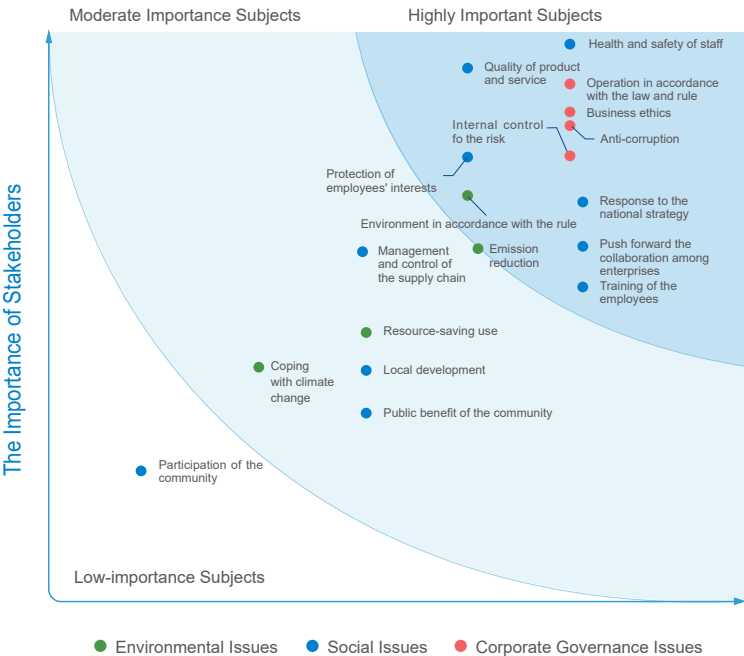 Moderate Importance Subjects
Highly Important Subjects
Health and safety of staff
Quality of product
and service
Operation in accordance
with the law and rule
Business ethics
Internal control
fo the risk
Anti-corruption
Protection of
employees' interests
Response to the
national strategy
Environment in accordance with the rule
Management
and control of
the supply chain
Emission
reduction
Push forward the
collaboration among
enterprises
Training of the
employees
Resource-saving use
Coping
with climate
change
Local development
Public benefit of the community
Participation of the
community
The Importance of Stakeholders
Low-importance Subjects
Environmental Issues
Social Issues
Corporate Governance Issues